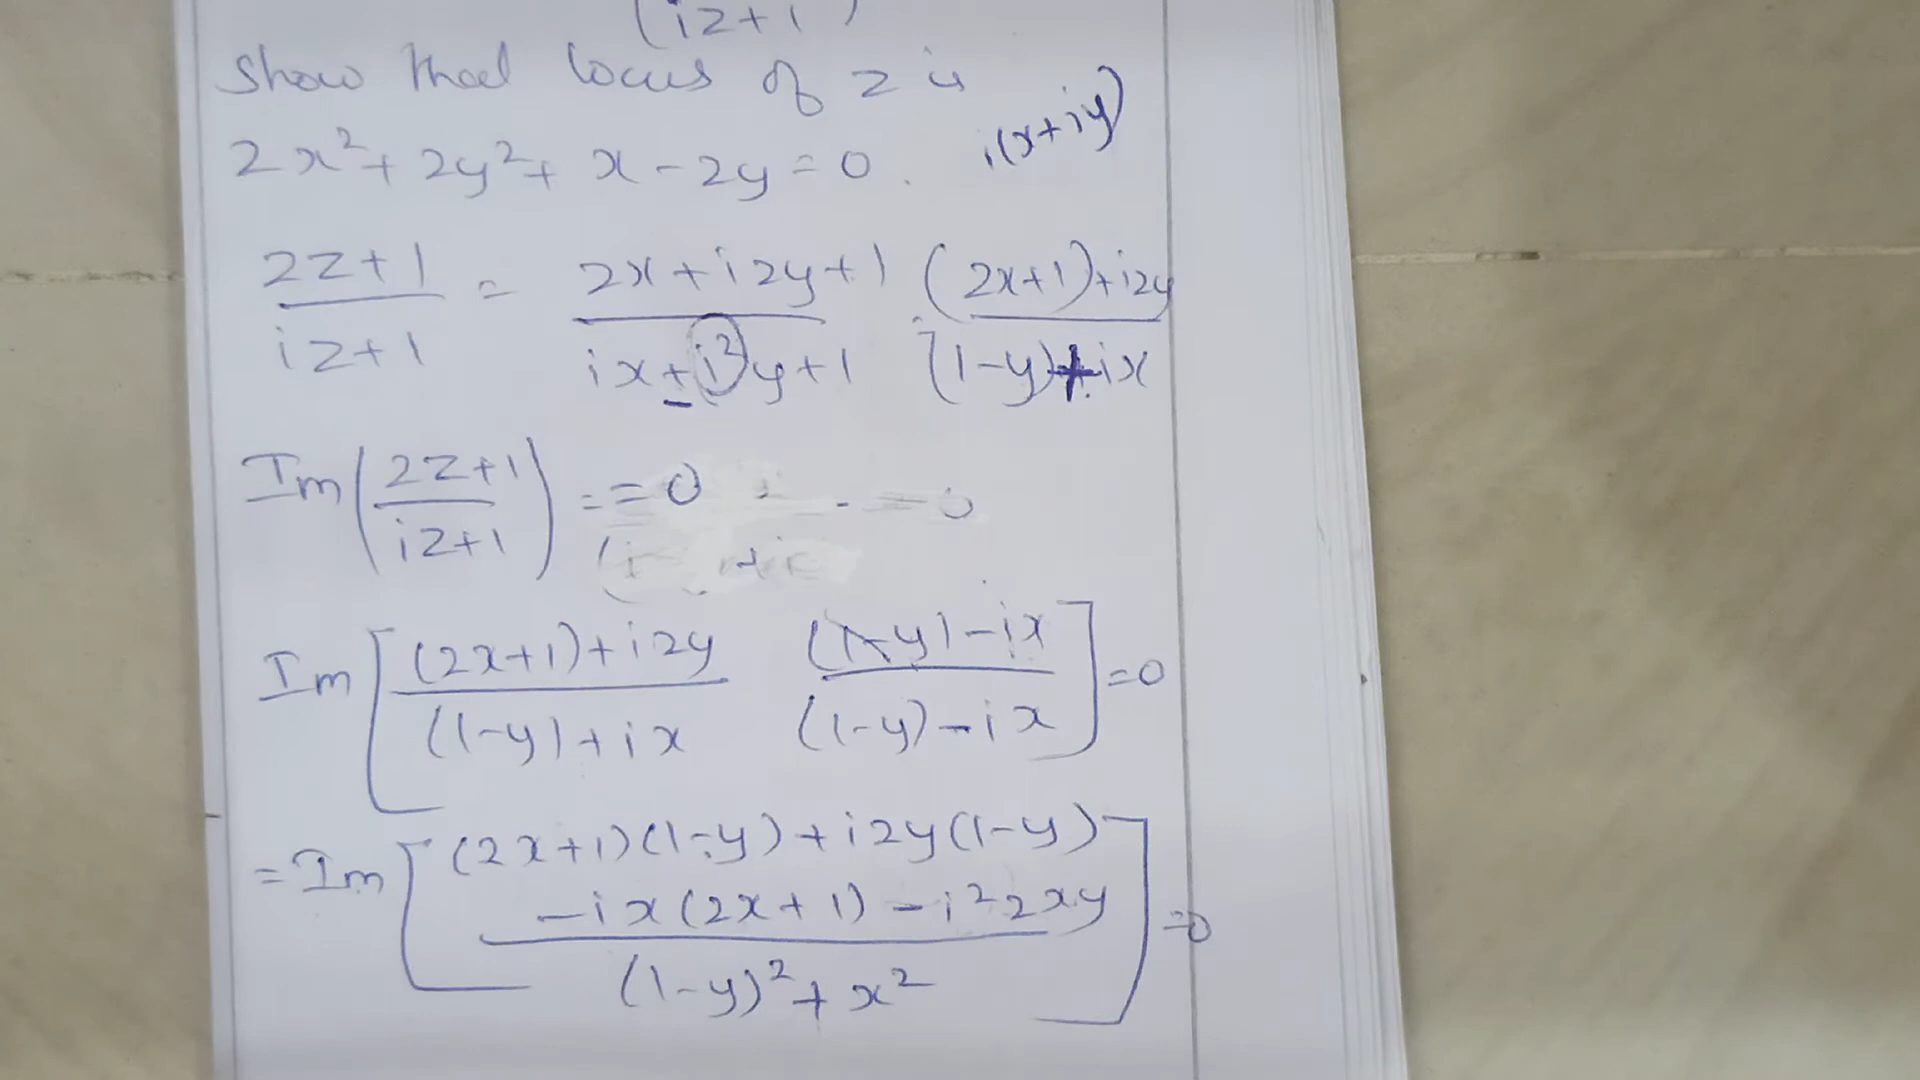 (iz+1)
Show that locus of z is
2x²+2y²+x-2y=0. i(x+iy)
(2z+1)/(iz+1) = (2x+i2y+1)/(ix+i²y+1) ((2x+1)+i2y)/((1-y)+ix)
Im((2z+1)/(iz+1)) ==0 =0
Im[((2x+1)+i2y)/((1-y)+ix) ((1-y)-ix)/((1-y)-ix)]=0
=Im[((2x+1)(1-y)+i2y(1-y)
-ix(2x+1)-i²2xy)/((1-y)²+x²)]=0